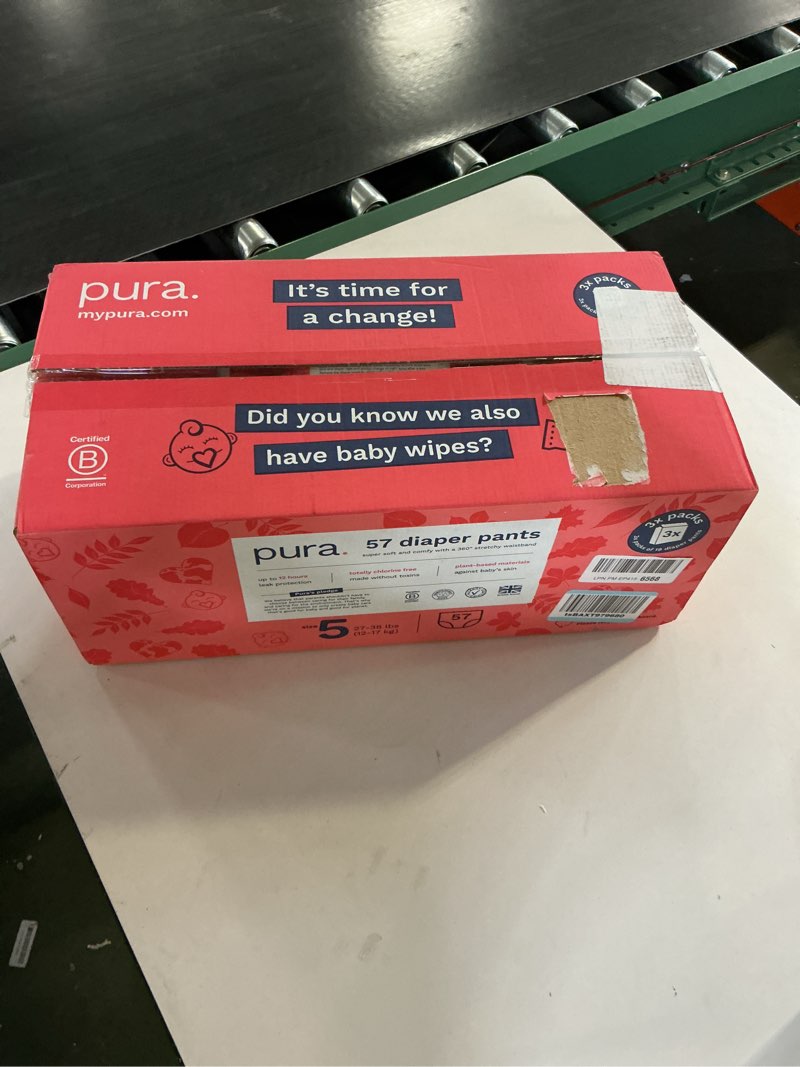 pura.
mypura.com
It's time for
a change!
3x packs
Did you know we also
have baby wipes?
Certified
B
Corporation
pura. 57 diaper pants
super soft and comfy with a 360° stretchy waistband
up to 12 hours
leak protection
totally chlorine free
made without toxins
plant-based materials
against baby's skin
Pura's pledge
size 5 27-38 lbs
(12-17 kg)
57
3x packs
3x
6568